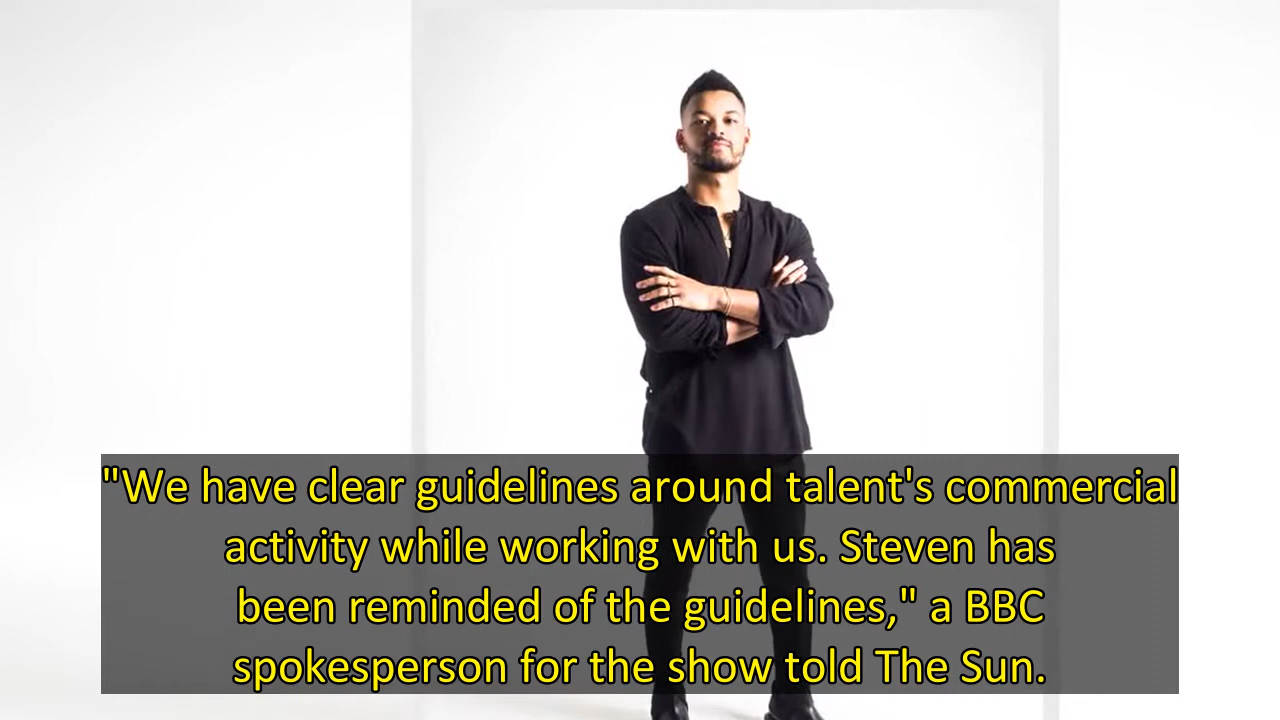 "We have clear guidelines around talent's commercial
activity while working with us. Steven has
been reminded of the guidelines," a BBC
spokesperson for the show told The Sun.